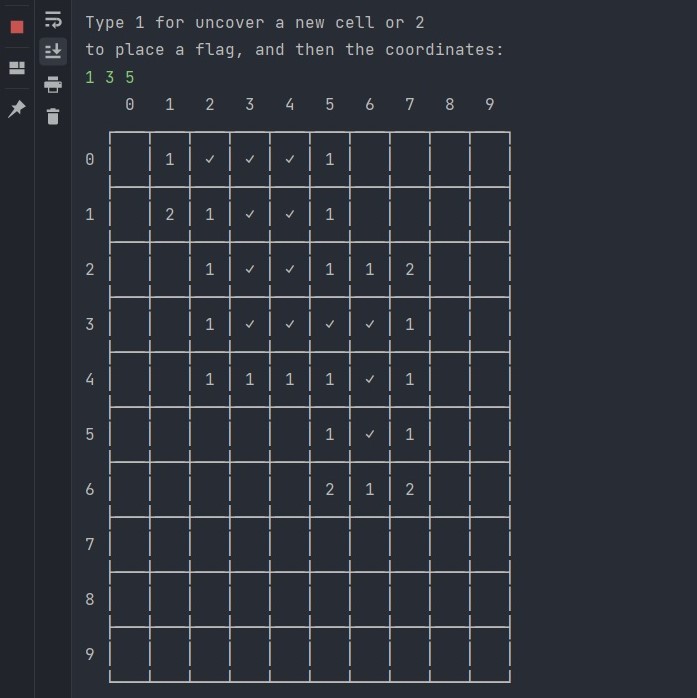 Type 1 for uncover a new cell or 2
to place a flag, and then the coordinates:
1 3 5
0 1 2 3 4 5 6 7 8 9
0 1 ✓ ✓ ✓ 1
1 2 1 ✓ ✓ 1
2 1 ✓ ✓ 1 1 2
3 1 ✓ ✓ ✓ ✓ 1
4 1 1 1 1 ✓ 1
5 1 ✓ 1
6 2 1 2
7
8
9